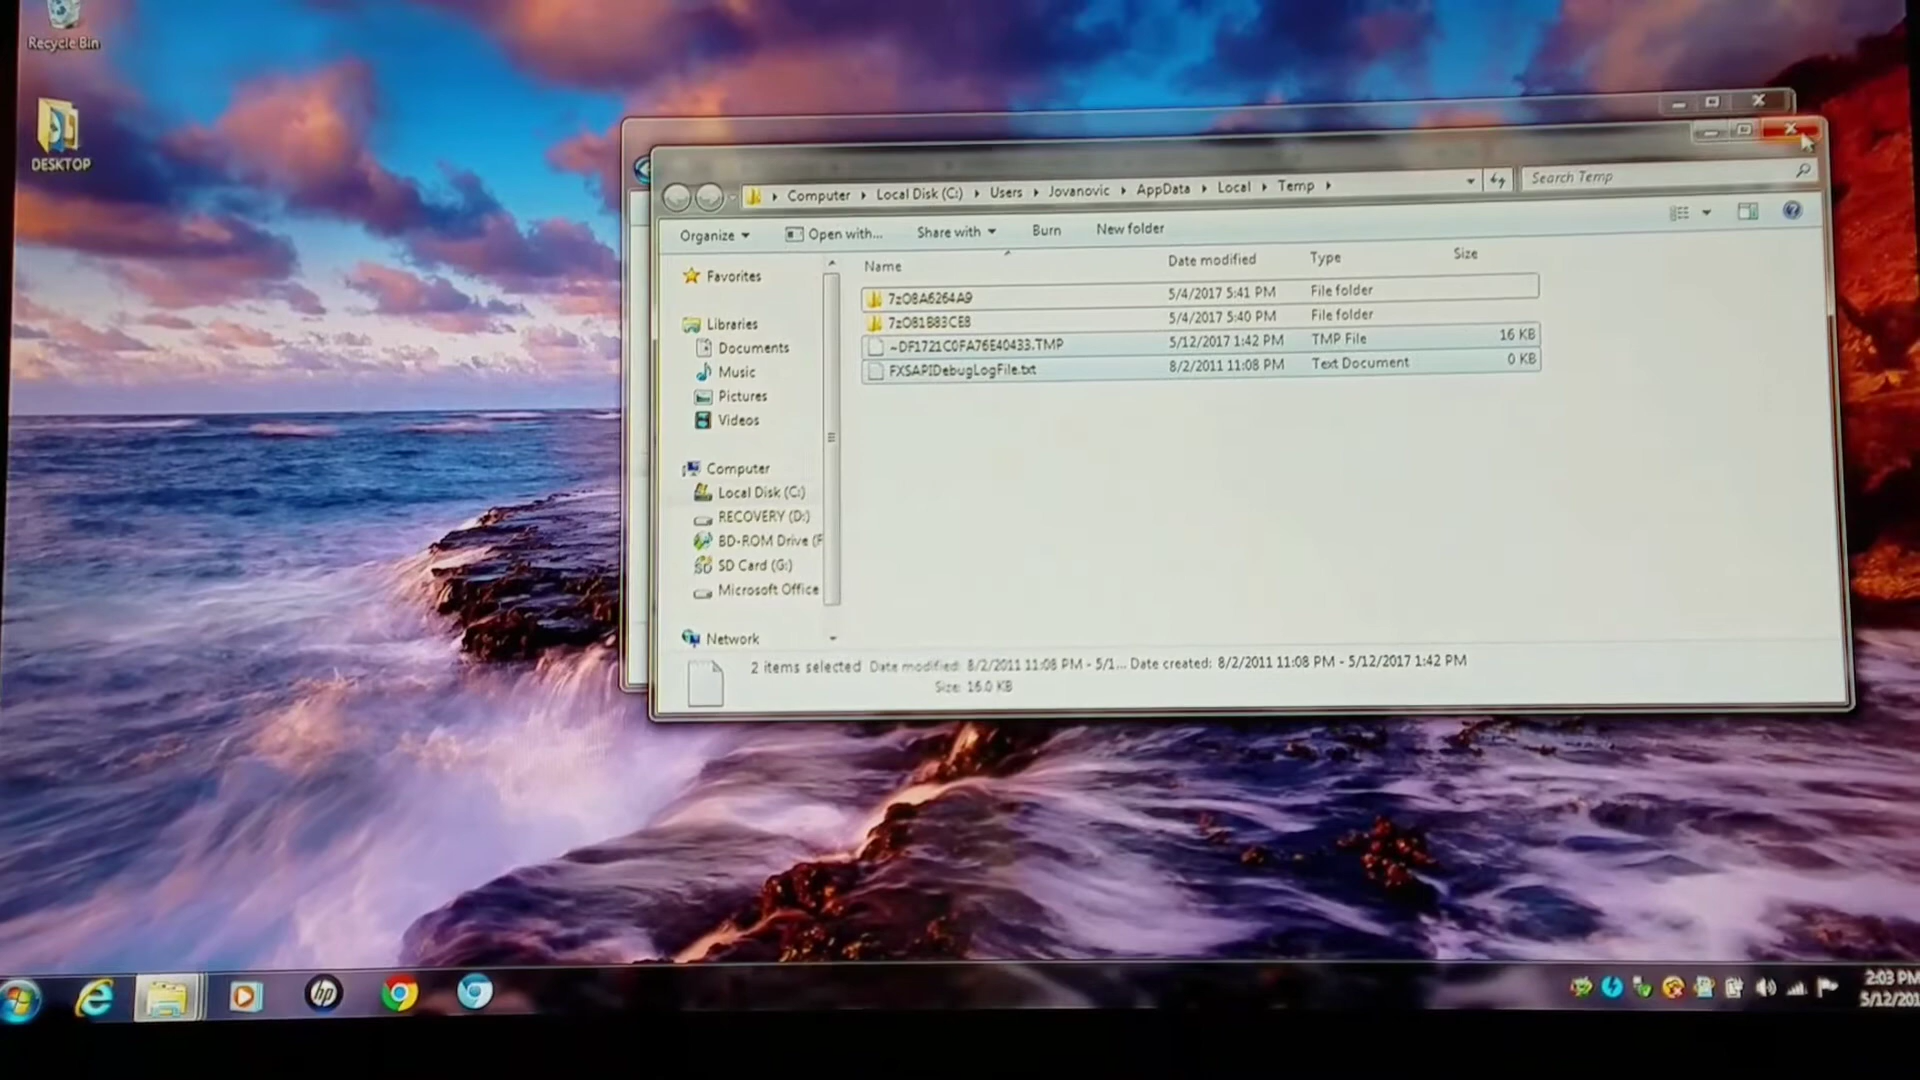 Recycle Bin
DESKTOP
Computer Local Disk (C:) Users Jovanovic AppData Local Temp
Search Temp
Organize Open with... Share with Burn New folder
Name Date modified Type Size
7zO8A6264A9 5/4/2017 5:41 PM File folder
7zO81B83CE8 5/4/2017 5:40 PM File folder
~DF1721C0FA76E40433.TMP 5/12/2017 1:42 PM TMP File 16 KB
FXSAPIDebugLogFile.txt 8/2/2011 11:08 PM Text Document 0 KB
Favorites
Libraries
Documents
Music
Pictures
Videos
Computer
Local Disk (C:)
RECOVERY (D:)
BD-ROM Drive (F
SD Card (G:)
Microsoft Office
Network
2 items selected Date modified: 8/2/2011 11:08 PM - 5/1... Date created: 8/2/2011 11:08 PM - 5/12/2017 1:42 PM
Size: 16.0 KB
hp
2:03 PM
5/12/201